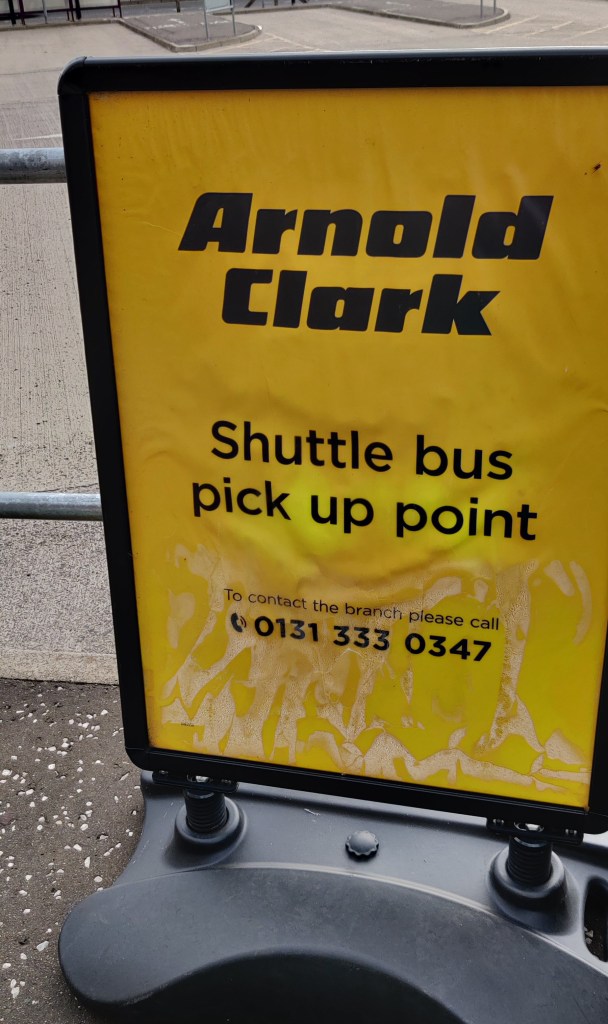 Arnold
Clark
Shuttle bus
pick up point
To contact the branch please call
0131 333 0347